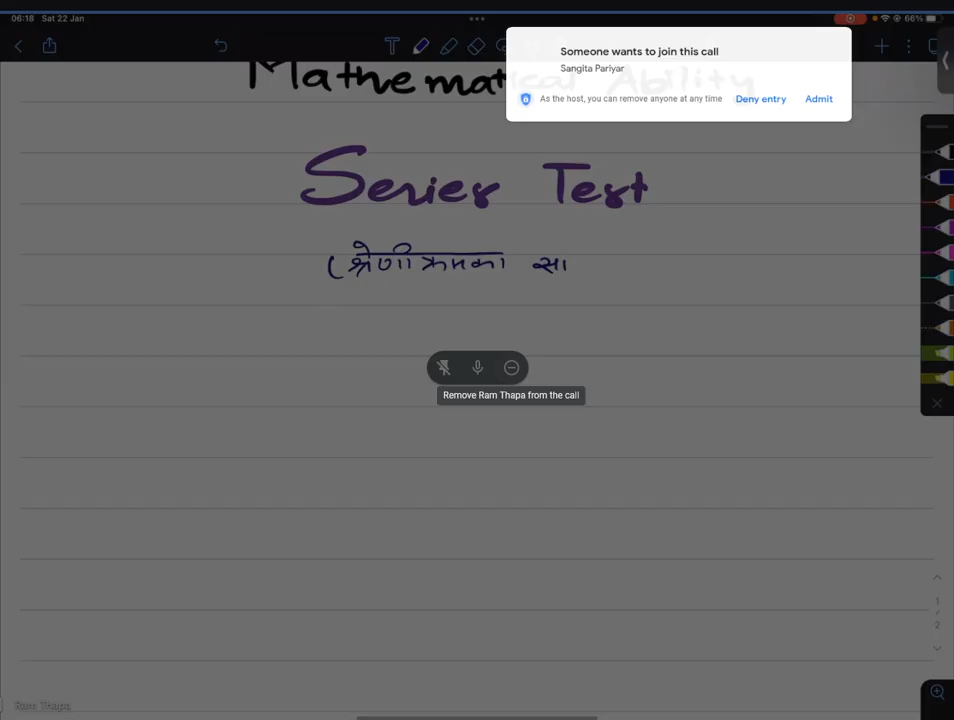 06:18 Sat 22 Jan
66%
Someone wants to join this call
Sangita Pariyar
As the host, you can remove anyone at any time
Deny entry Admit
Mathematical Ability
Series Test
(श्रेणीक्रमका सा
Remove Ram Thapa from the call
1
2
Ram Thapa